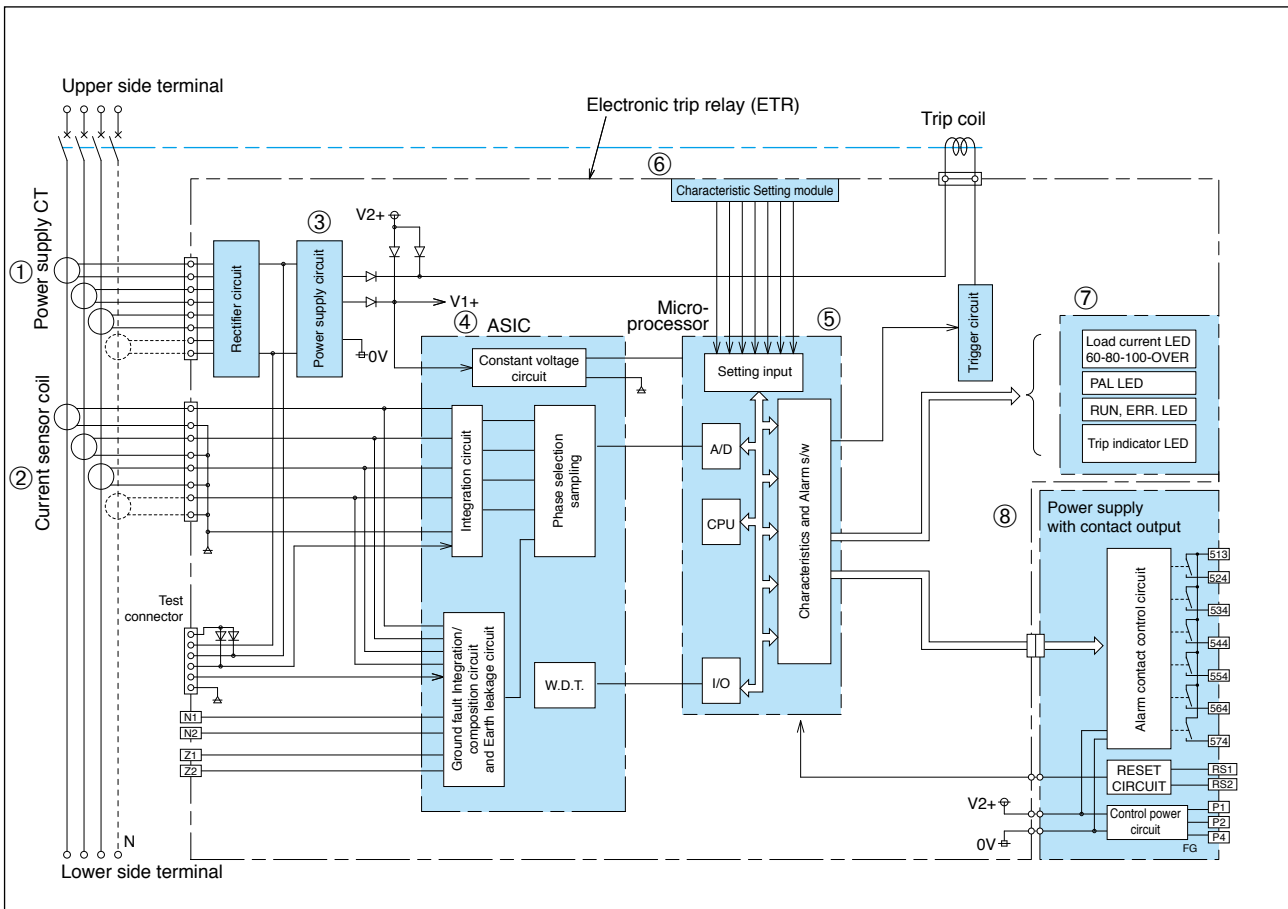 Upper side terminal
Electronic trip relay (ETR)
Trip coil
⑥
Characteristic Setting module
①
Power supply CT
Rectifier circuit
③
Power supply circuit
V2+
V1+
0V
④ ASIC
Constant voltage
circuit
Integration circuit
Phase selection
sampling
Ground fault Integration/
composition circuit
and Earth leakage circuit
W.D.T.
Micro-
processor
⑤
Setting input
A/D
CPU
I/O
Characteristics and Alarm s/w
Trigger circuit
⑦
Load current LED
60-80-100-OVER
PAL LED
RUN, ERR. LED
Trip indicator LED
②
Current sensor coil
Test
connector
N1
N2
Z1
Z2
⑧
Power supply
with contact output
Alarm contact control circuit
513
524
534
544
554
564
574
RESET
CIRCUIT
RS1
RS2
V2+
0V
Control power
circuit
P1
P2
P4
FG
N
Lower side terminal